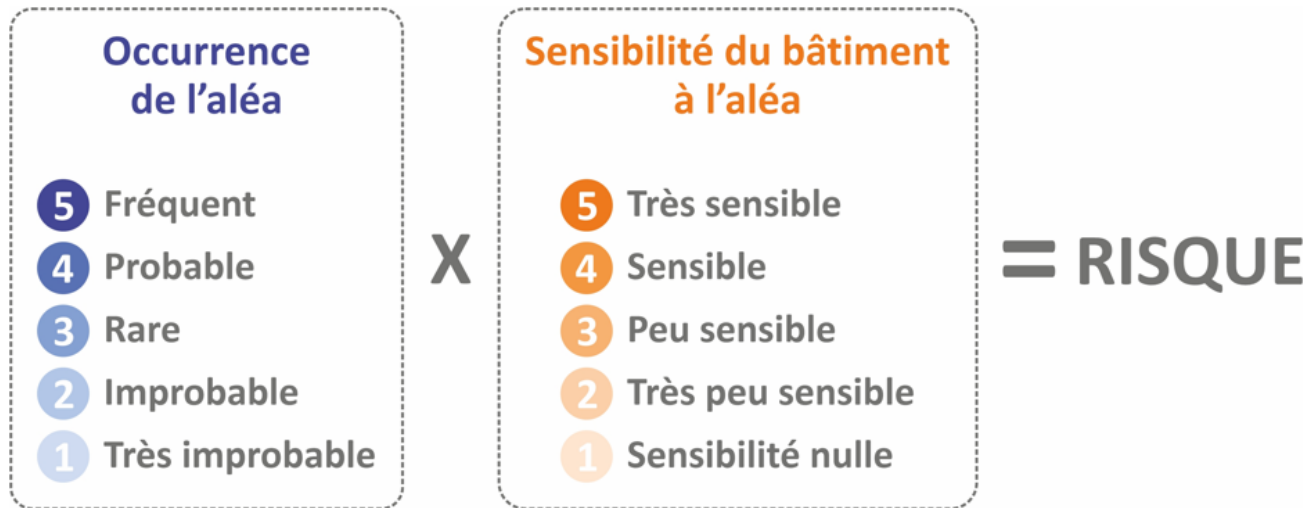 Occurrence
de l'aléa
5 Fréquent
4 Probable
3 Rare
2 Improbable
1 Très improbable
X
Sensibilité du bâtiment
à l'aléa
5 Très sensible
4 Sensible
3 Peu sensible
2 Très peu sensible
1 Sensibilité nulle
= RISQUE